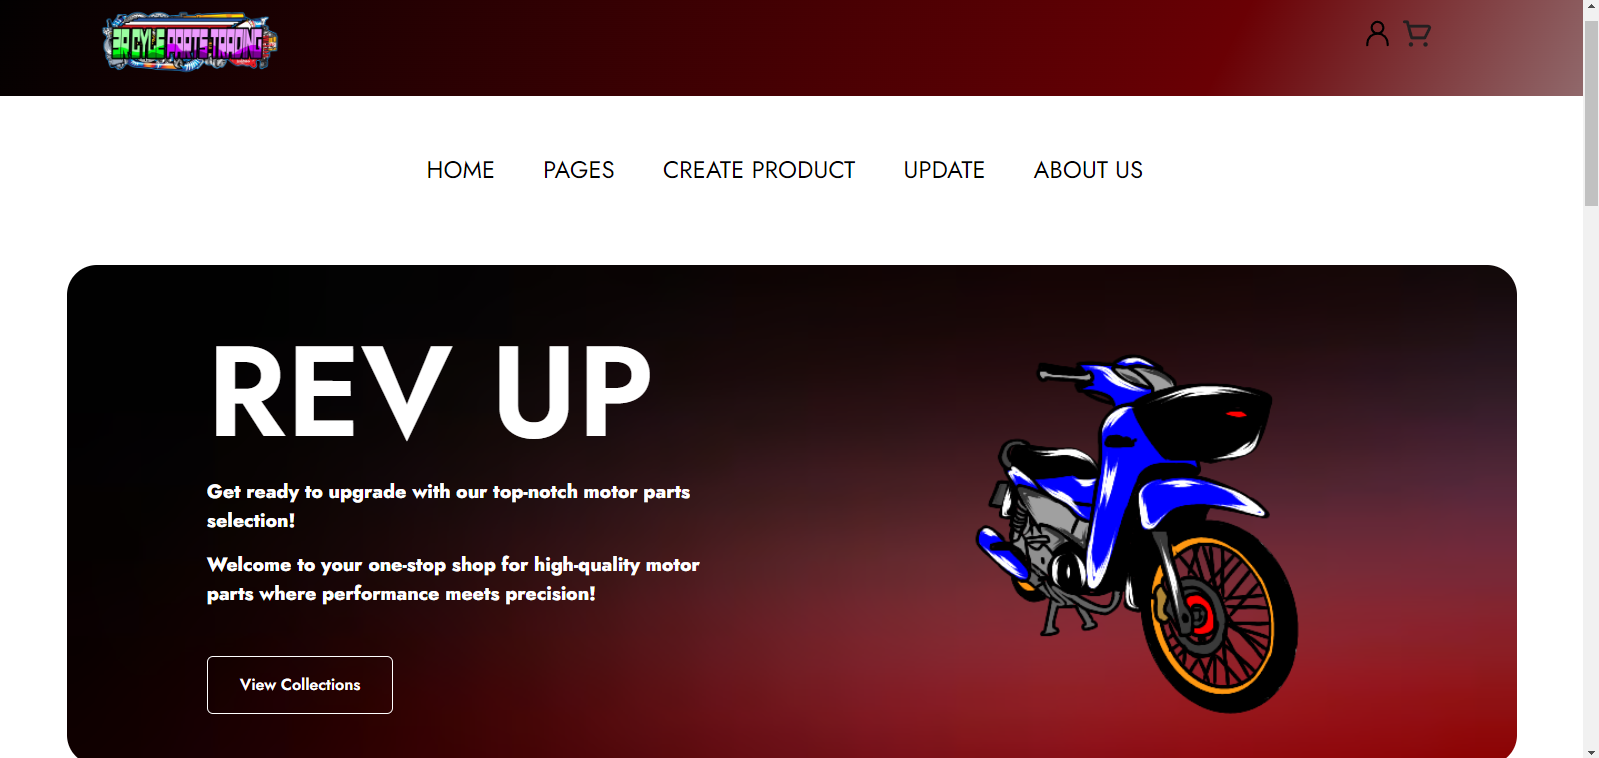 3R CYLE PARTS TRADING
HOME PAGES CREATE PRODUCT UPDATE ABOUT US
REV UP
Get ready to upgrade with our top-notch motor parts
selection!
Welcome to your one-stop shop for high-quality motor
parts where performance meets precision!
View Collections